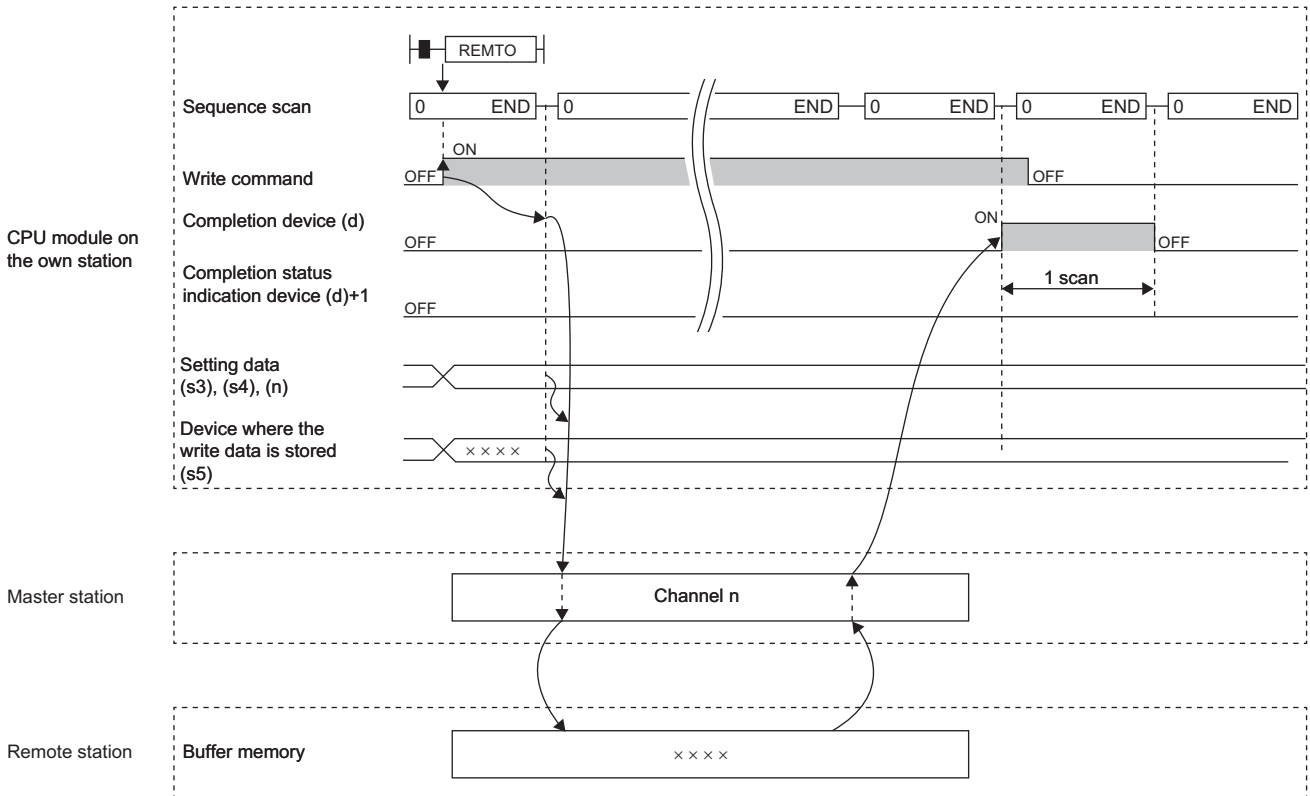 REMTO
Sequence scan
0 END 0 END 0 END 0 END 0 END
ON
Write command
OFF
OFF
Completion device (d)
ON
OFF
OFF
CPU module on
the own station
Completion status
indication device (d)+1
1 scan
OFF
Setting data
(s3), (s4), (n)
Device where the
write data is stored
(s5)
××××
Master station
Channel n
Remote station
Buffer memory
××××